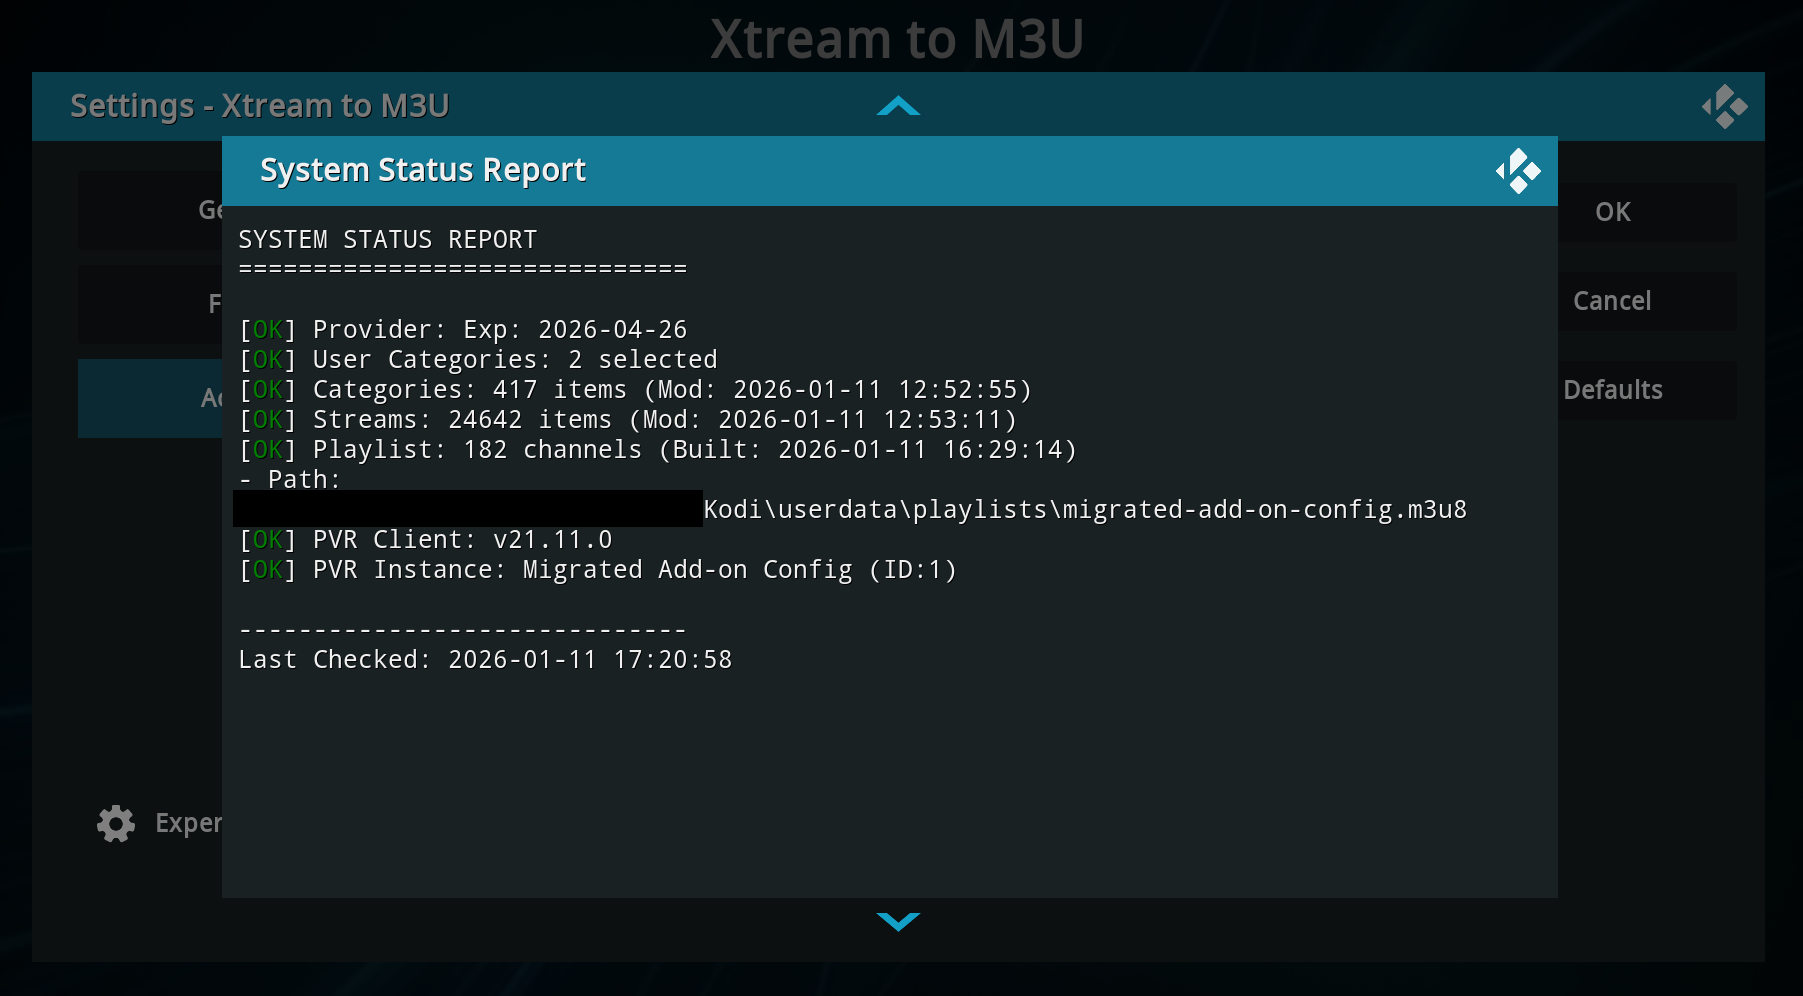 Xtream to M3U
Settings - Xtream to M3U
System Status Report
SYSTEM STATUS REPORT
==============================
[OK] Provider: Exp: 2026-04-26
[OK] User Categories: 2 selected
[OK] Categories: 417 items (Mod: 2026-01-11 12:52:55)
[OK] Streams: 24642 items (Mod: 2026-01-11 12:53:11)
[OK] Playlist: 182 channels (Built: 2026-01-11 16:29:14)
- Path:
Kodi\userdata\playlists\migrated-add-on-config.m3u8
[OK] PVR Client: v21.11.0
[OK] PVR Instance: Migrated Add-on Config (ID:1)
------------------------------
Last Checked: 2026-01-11 17:20:58
OK
Cancel
Defaults